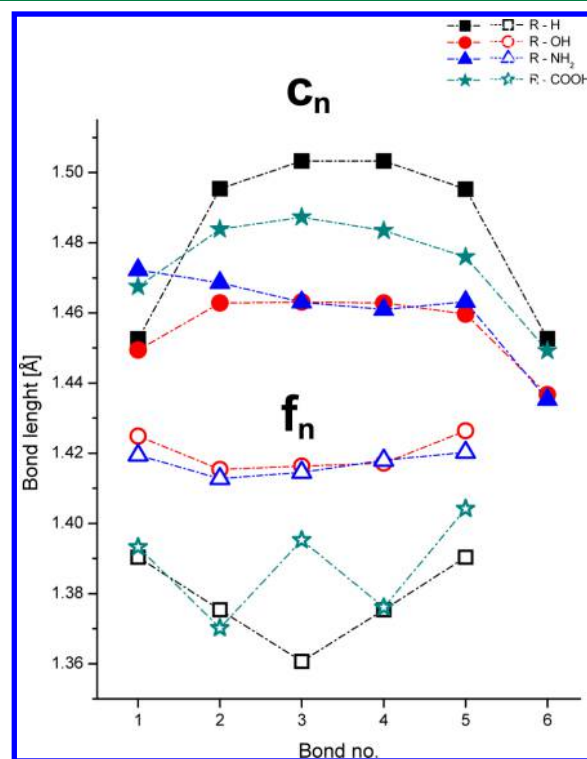 R - H
R - OH
R - NH₂
R - COOH
cₙ
1.50
1.48
1.46
1.44
fₙ
1.42
1.40
1.38
1.36
Bond lenght [Å]
1 2 3 4 5 6
Bond no.